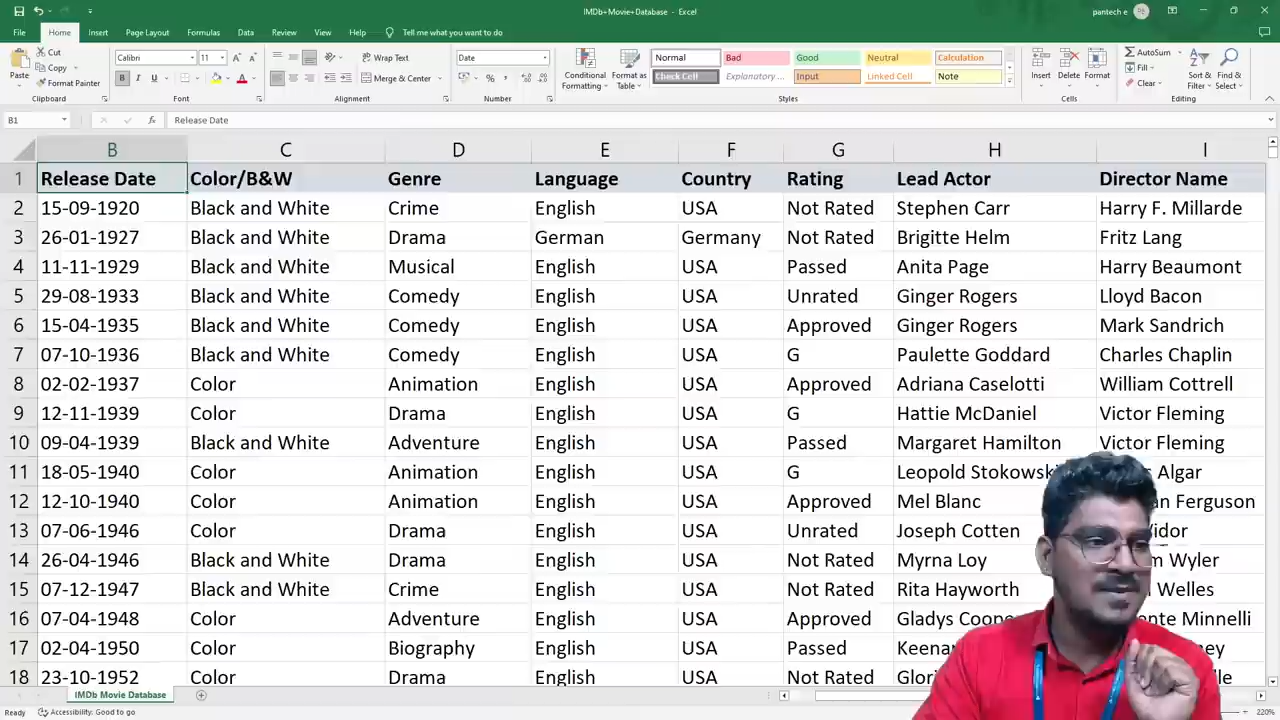 IMDb+Movie+Database - Excel
pantech e
File Home Insert Page Layout Formulas Data Review View Help Tell me what you want to do
Cut
Copy
Format Painter
Paste
Clipboard
Calibri 11
B I U
Font
Merge & Center
Alignment
Date
Number
Conditional Formatting
Format as Table
Normal Bad Good Neutral Calculation
Check Cell Explanatory ... Input Linked Cell Note
Styles
Insert Delete Format
Cells
AutoSum
Fill
Clear
Sort & Filter
Find & Select
Editing
B1 fx Release Date
B C D E F G H I
1 Release Date Color/B&W Genre Language Country Rating Lead Actor Director Name
2 15-09-1920 Black and White Crime English USA Not Rated Stephen Carr Harry F. Millarde
3 26-01-1927 Black and White Drama German Germany Not Rated Brigitte Helm Fritz Lang
4 11-11-1929 Black and White Musical English USA Passed Anita Page Harry Beaumont
5 29-08-1933 Black and White Comedy English USA Unrated Ginger Rogers Lloyd Bacon
6 15-04-1935 Black and White Comedy English USA Approved Ginger Rogers Mark Sandrich
7 07-10-1936 Black and White Comedy English USA G Paulette Goddard Charles Chaplin
8 02-02-1937 Color Animation English USA Approved Adriana Caselotti William Cottrell
9 12-11-1939 Color Drama English USA G Hattie McDaniel Victor Fleming
10 09-04-1939 Black and White Adventure English USA Passed Margaret Hamilton Victor Fleming
11 18-05-1940 Color Animation English USA G Leopold Stokowski Algar
12 12-10-1940 Color Animation English USA Approved Mel Blanc Ferguson
13 07-06-1946 Color Drama English USA Unrated Joseph Cotten Vidor
14 26-04-1946 Black and White Drama English USA Not Rated Myrna Loy Wyler
15 07-12-1947 Black and White Crime English USA Not Rated Rita Hayworth Welles
16 07-04-1948 Color Adventure English USA Approved Gladys Minnelli
17 02-04-1950 Color Biography English USA Passed
18 23-10-1952 Color Drama English USA Not Rated
IMDb Movie Database
Ready Accessibility: Good to go 220%